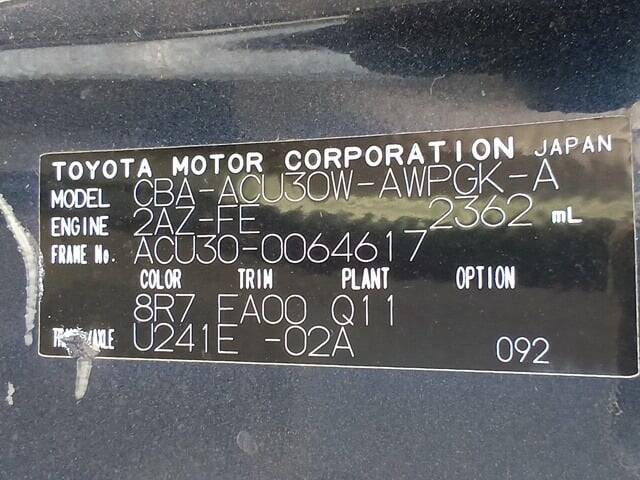 TOYOTA MOTOR CORPORATION JAPAN
MODEL CBA-ACU30W-AWPGK-A
ENGINE 2AZ-FE 2362 mL
FRAME No. ACU30-0064617
COLOR TRIM PLANT OPTION
8R7 EA00 Q11
U241E -02A 092